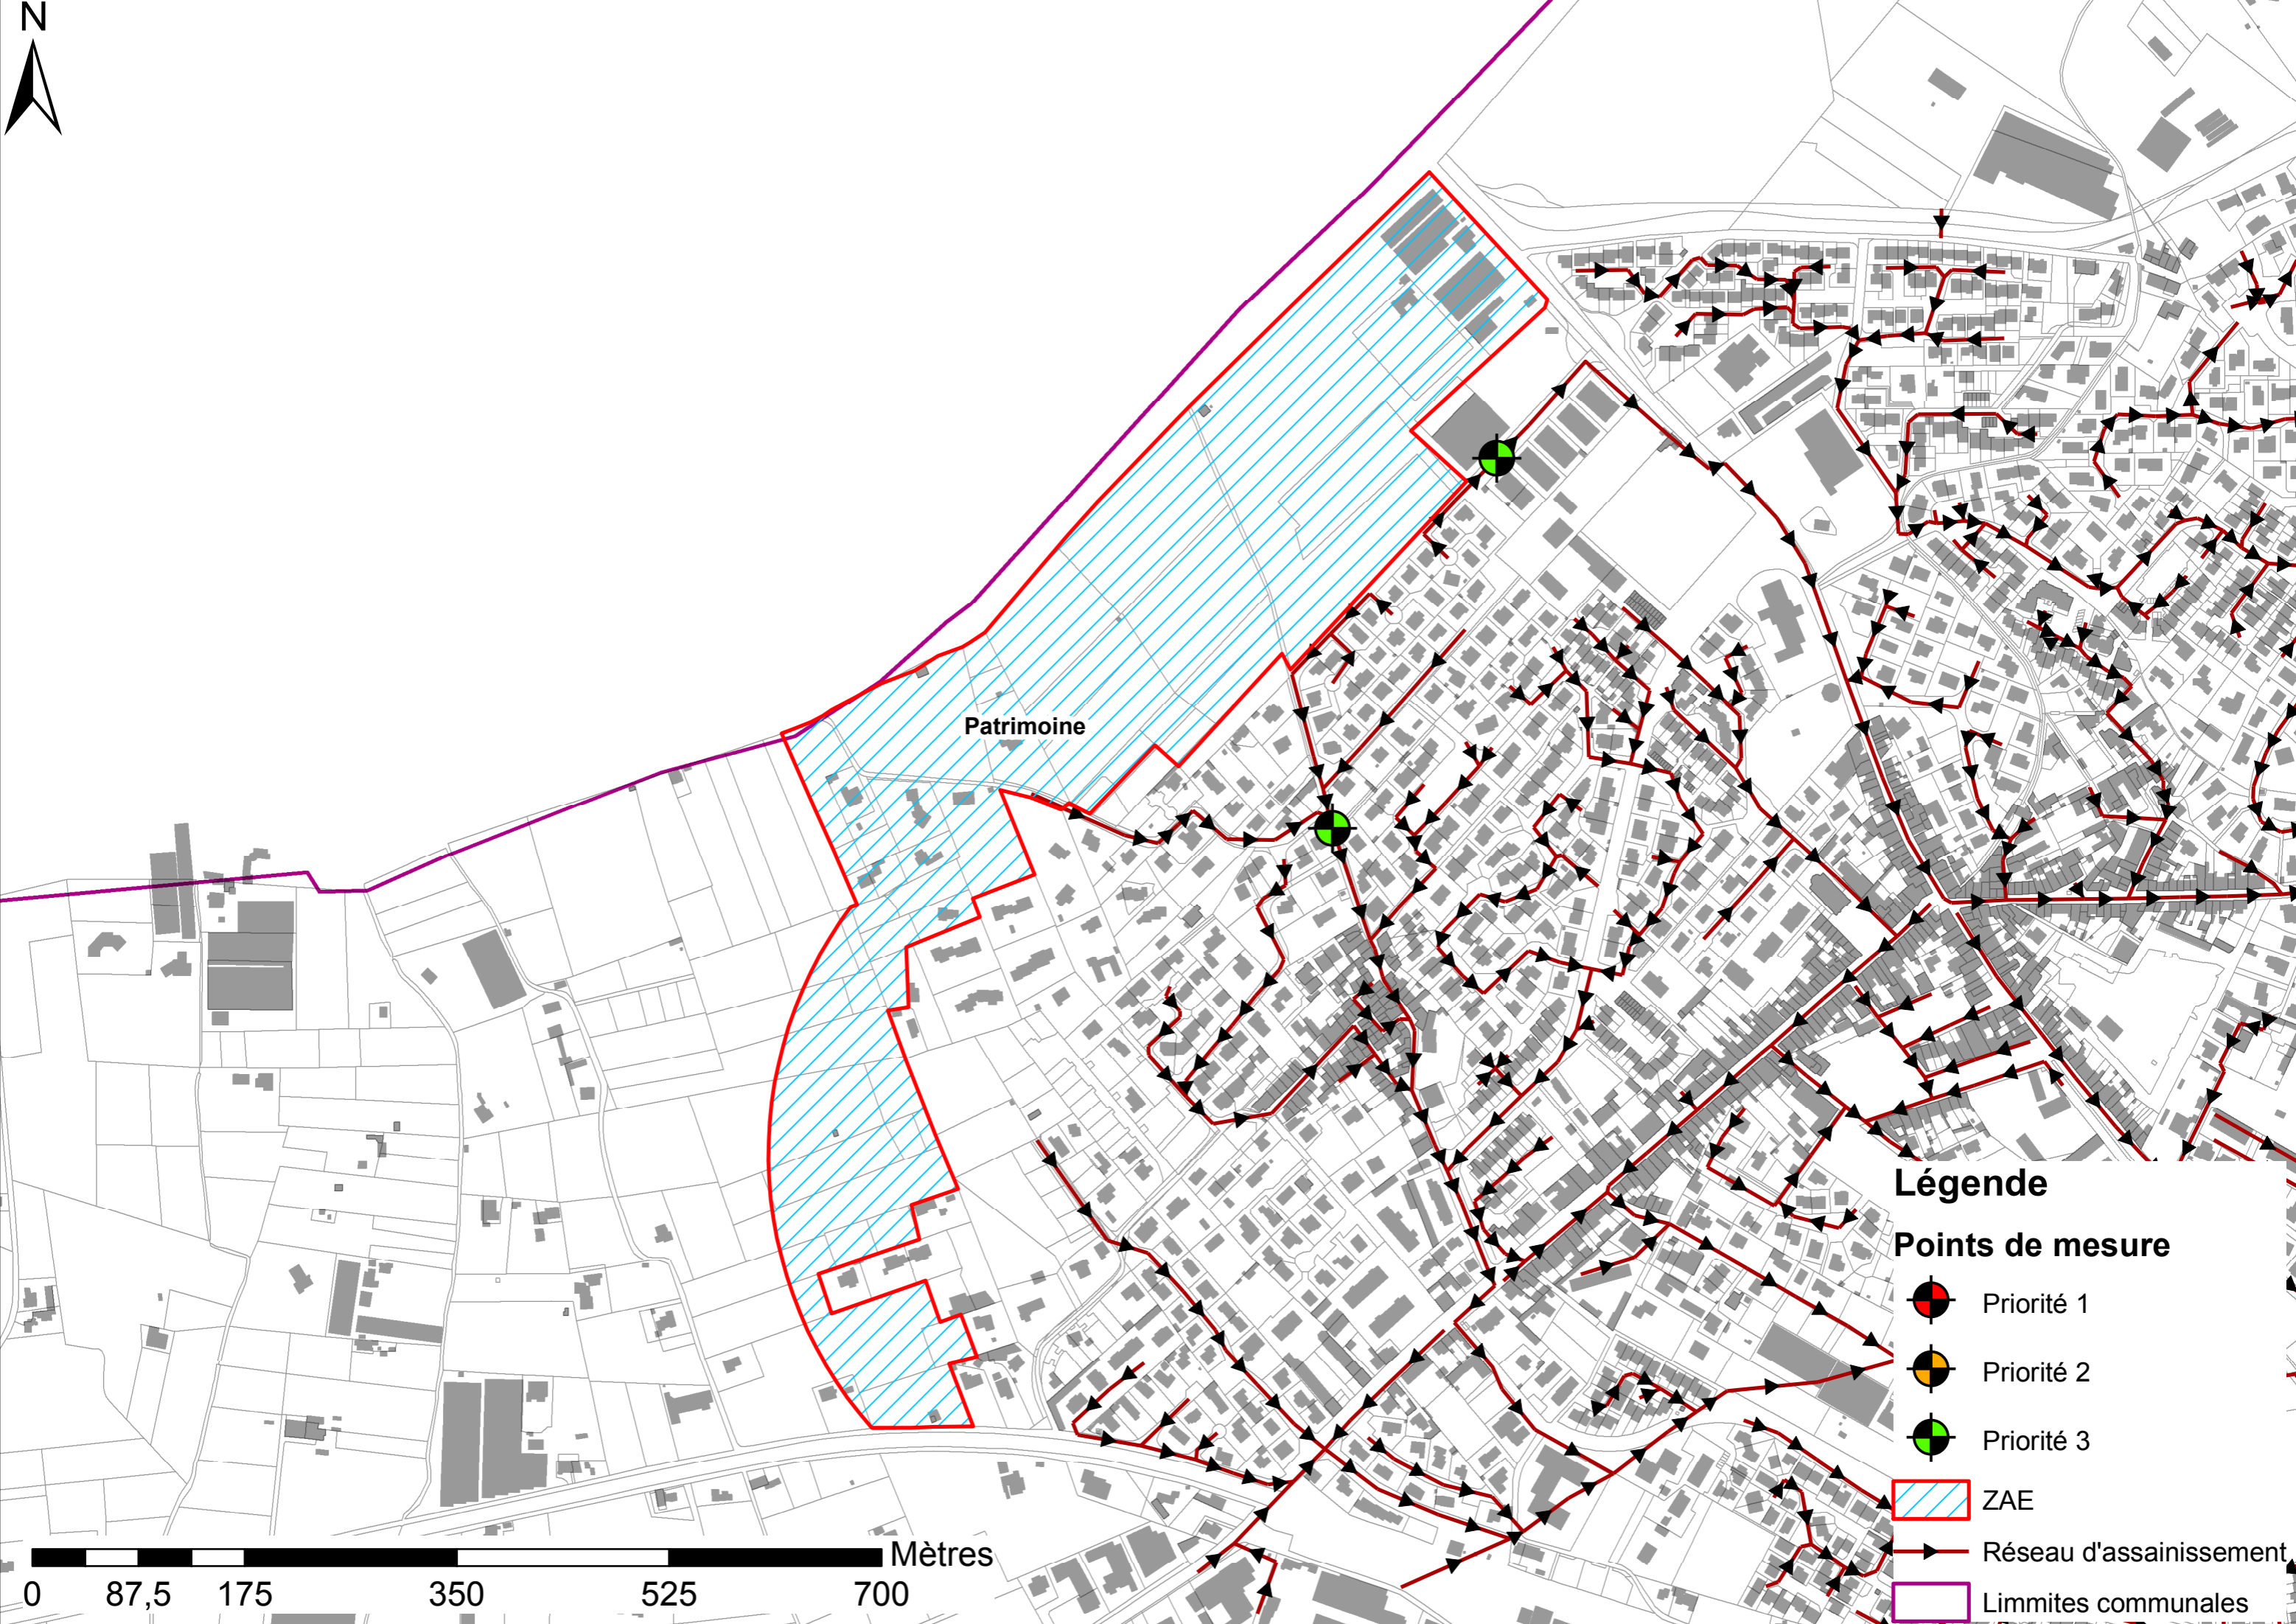 N
Patrimoine
Légende
Points de mesure
Priorité 1
Priorité 2
Priorité 3
ZAE
Réseau d'assainissement
Limmites communales
Mètres
0 87,5 175 350 525 700